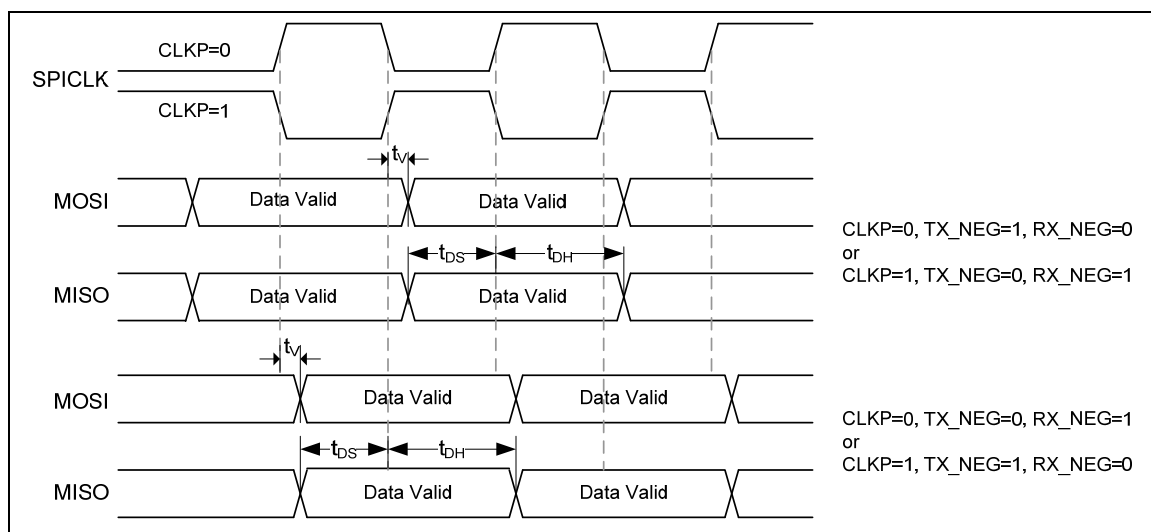 CLKP=0
SPICLK
CLKP=1
tV
MOSI
Data Valid
Data Valid
tDS
tDH
MISO
Data Valid
Data Valid
CLKP=0, TX_NEG=1, RX_NEG=0
or
CLKP=1, TX_NEG=0, RX_NEG=1
tV
MOSI
Data Valid
Data Valid
tDS
tDH
MISO
Data Valid
Data Valid
CLKP=0, TX_NEG=0, RX_NEG=1
or
CLKP=1, TX_NEG=1, RX_NEG=0